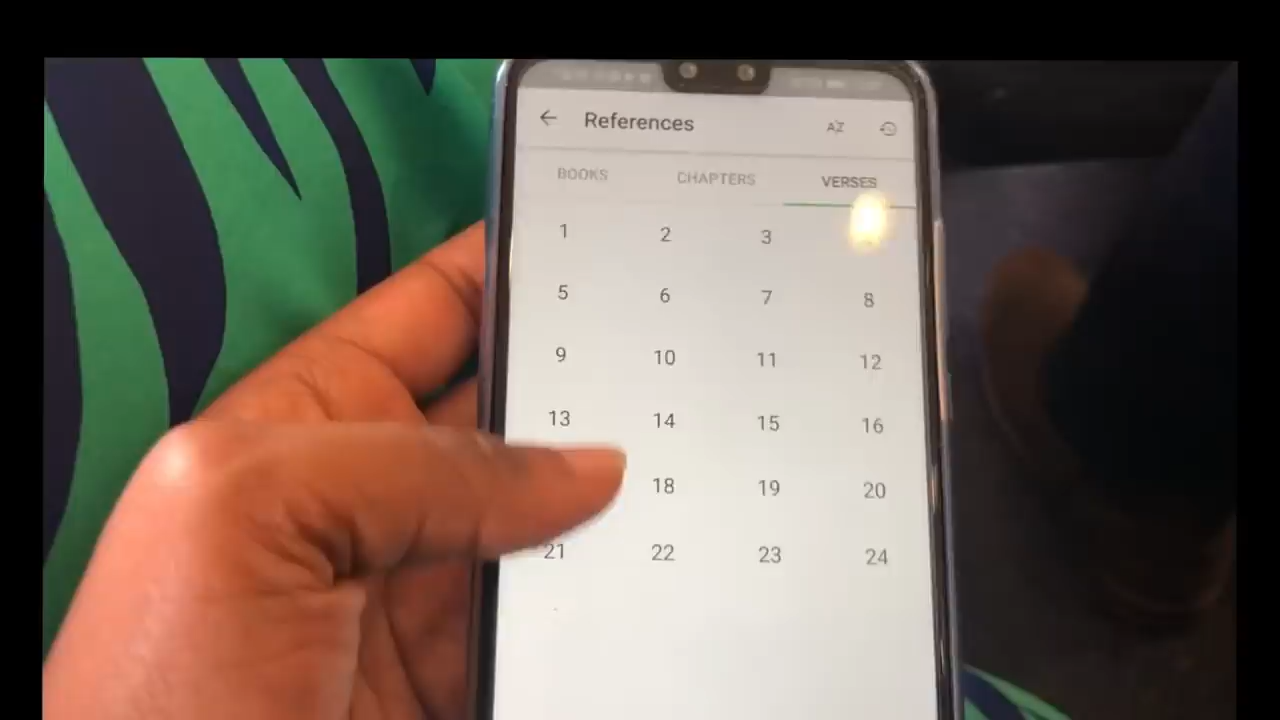 ← References AZ
BOOKS CHAPTERS VERSES
1 2 3
5 6 7 8
9 10 11 12
13 14 15 16
18 19 20
21 22 23 24